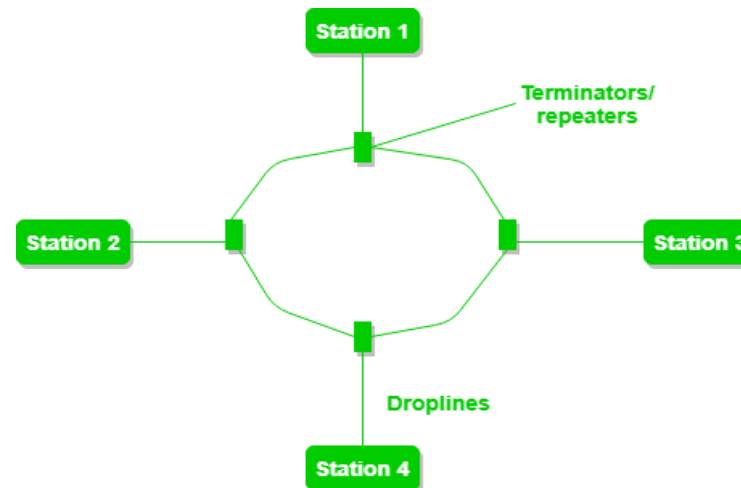 Station 1
Terminators/
repeaters
Station 2
Station 3
Droplines
Station 4